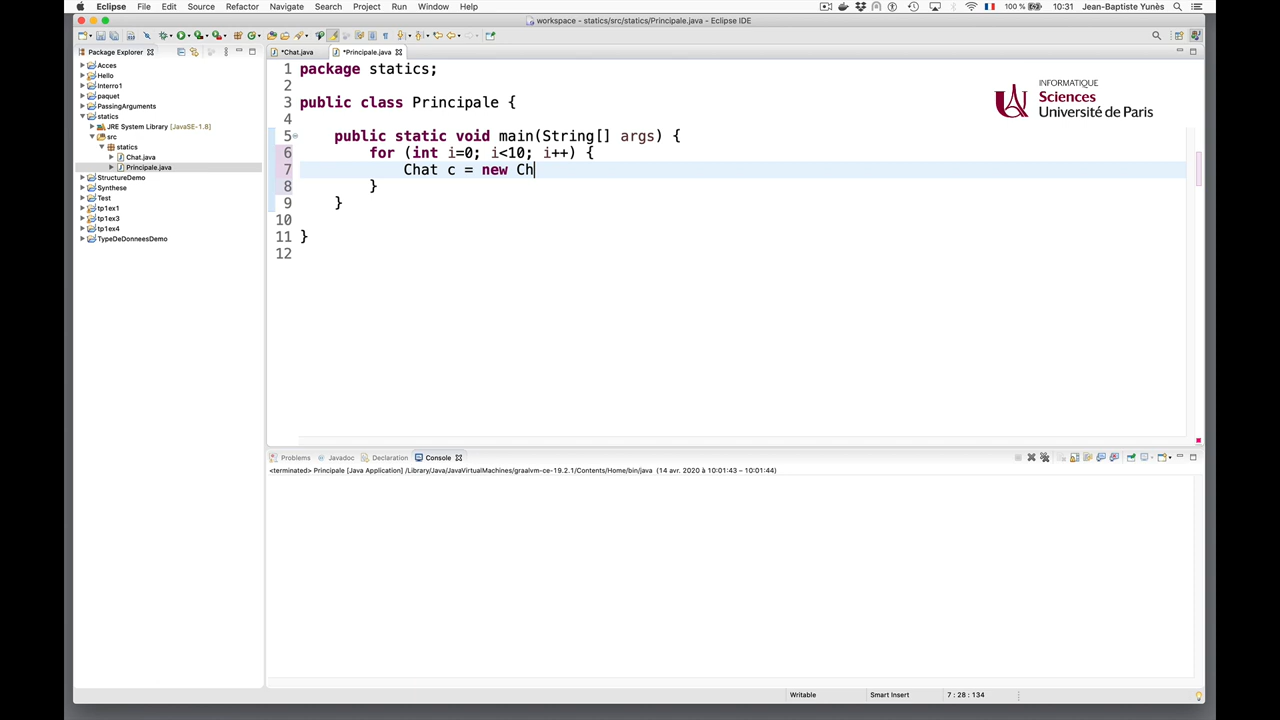 Eclipse File Edit Source Refactor Navigate Search Project Run Window Help 100 % 10:31 Jean-Baptiste Yunès
workspace - statics/src/statics/Principale.java - Eclipse IDE
Package Explorer
*Chat.java *Principale.java
Acces
Hello
Interro1
paquet
PassingArguments
statics
JRE System Library [JavaSE-1.8]
src
statics
Chat.java
Principale.java
StructureDemo
Synthese
Test
tp1ex1
tp1ex3
tp1ex4
TypeDeDonneesDemo
1 package statics;
2
3 public class Principale {
4
5 public static void main(String[] args) {
6 for (int i=0; i<10; i++) {
7 Chat c = new Ch
8 }
9 }
10
11 }
12
INFORMATIQUE
Sciences
Université de Paris
Problems Javadoc Declaration Console
<terminated> Principale [Java Application] /Library/Java/JavaVirtualMachines/graalvm-ce-19.2.1/Contents/Home/bin/java (14 avr. 2020 à 10:01:43 – 10:01:44)
Writable Smart Insert 7 : 28 : 134